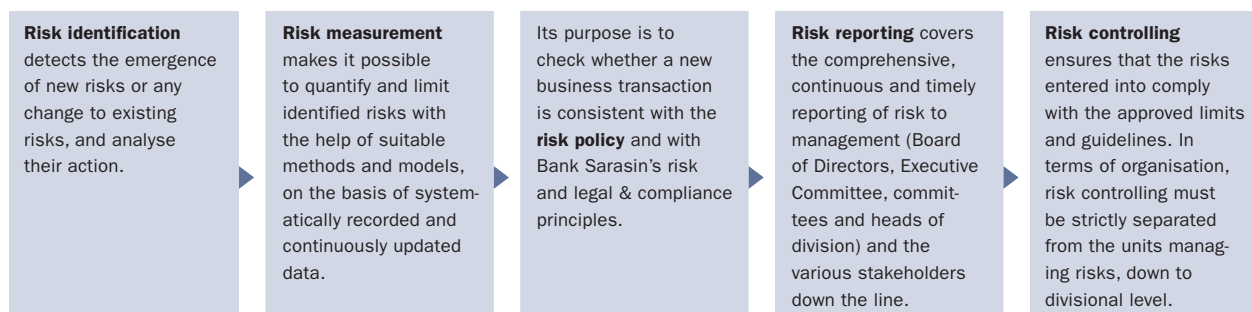 Risk identification
detects the emergence
of new risks or any
change to existing
risks, and analyse
their action.
Risk measurement
makes it possible
to quantify and limit
identified risks with
the help of suitable
methods and models,
on the basis of system-
atically recorded and
continuously updated
data.
Its purpose is to
check whether a new
business transaction
is consistent with the
risk policy and with
Bank Sarasin's risk
and legal & compliance
principles.
Risk reporting covers
the comprehensive,
continuous and timely
reporting of risk to
management (Board
of Directors, Executive
Committee, commit-
tees and heads of
division) and the
various stakeholders
down the line.
Risk controlling
ensures that the risks
entered into comply
with the approved limits
and guidelines. In
terms of organisation,
risk controlling must
be strictly separated
from the units manag-
ing risks, down to
divisional level.